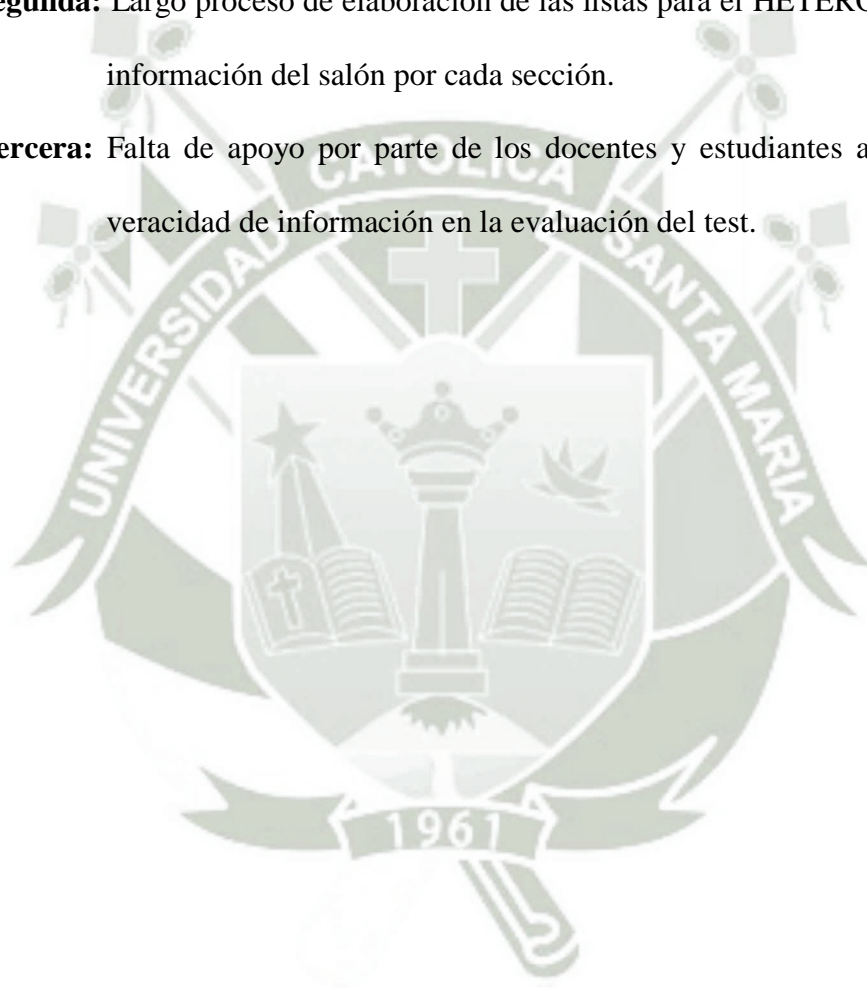 egunda: Largo proceso de elaboración de las listas para el HETERO
información del salón por cada sección.
ercera: Falta de apoyo por parte de los docentes y estudiantes a
veracidad de información en la evaluación del test.
UNIVERSIDAD CATOLICA SANTA MARIA
1961